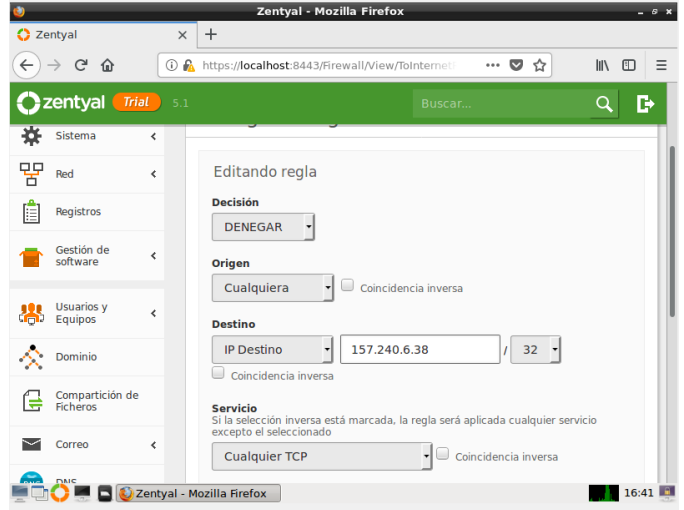 Zentyal - Mozilla Firefox
Zentyal
https://localhost:8443/Firewall/View/ToInternet
zentyal Trial 5.1
Buscar...
Sistema
Red
Registros
Gestión de
software
Usuarios y
Equipos
Dominio
Compartición de
Ficheros
Correo
DNS
Editando regla
Decisión
DENEGAR
Origen
Cualquiera Coincidencia inversa
Destino
IP Destino 157.240.6.38 / 32
Coincidencia inversa
Servicio
Si la selección inversa está marcada, la regla será aplicada cualquier servicio
excepto el seleccionado
Cualquier TCP Coincidencia inversa
Zentyal - Mozilla Firefox 16:41